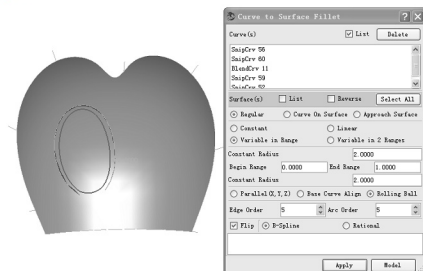 Curve to Surface Fillet
Curve(s) List Delete
SnipCrv 56
SnipCrv 60
BlendCrv 11
SnipCrv 59
SnipCrv 52
Surface(s) List Reverse Select All
Regular Curve On Surface Approach Surface
Constant Linear
Variable in Range Variable in 2 Ranges
Constant Radius 2.0000
Begin Range 0.0000 End Range 1.0000
Constant Radius 2.0000
Parallel(X,Y,Z) Base Curve Align Rolling Ball
Edge Order 5 Arc Order 5
Flip B-Spline Rational
Apply Model